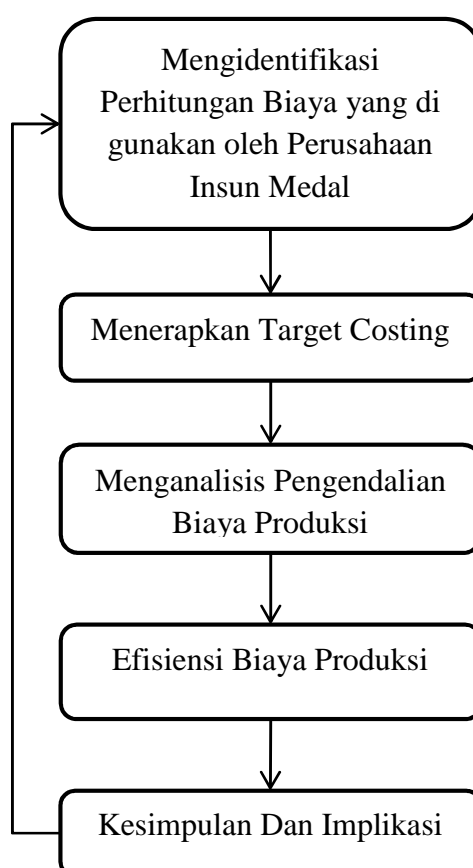 Mengidentifikasi
Perhitungan Biaya yang di
gunakan oleh Perusahaan
Insun Medal
Menerapkan Target Costing
Menganalisis Pengendalian
Biaya Produksi
Efisiensi Biaya Produksi
Kesimpulan Dan Implikasi